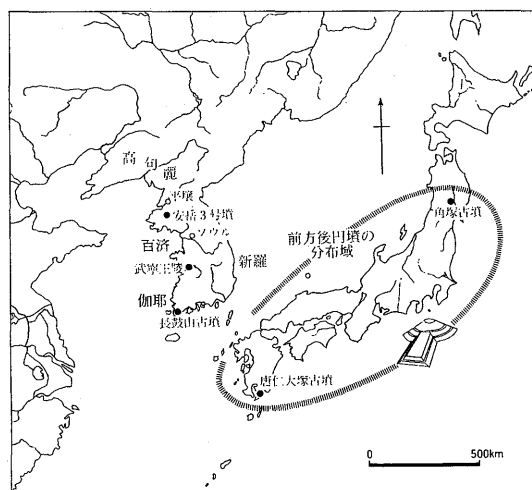 高句麗
平壌
安岳3号墳
ソウル
百済
新羅
武寧王陵
伽耶
長鼓山古墳
前方後円墳の
分布域
角塚古墳
唐仁大塚古墳
0
500km